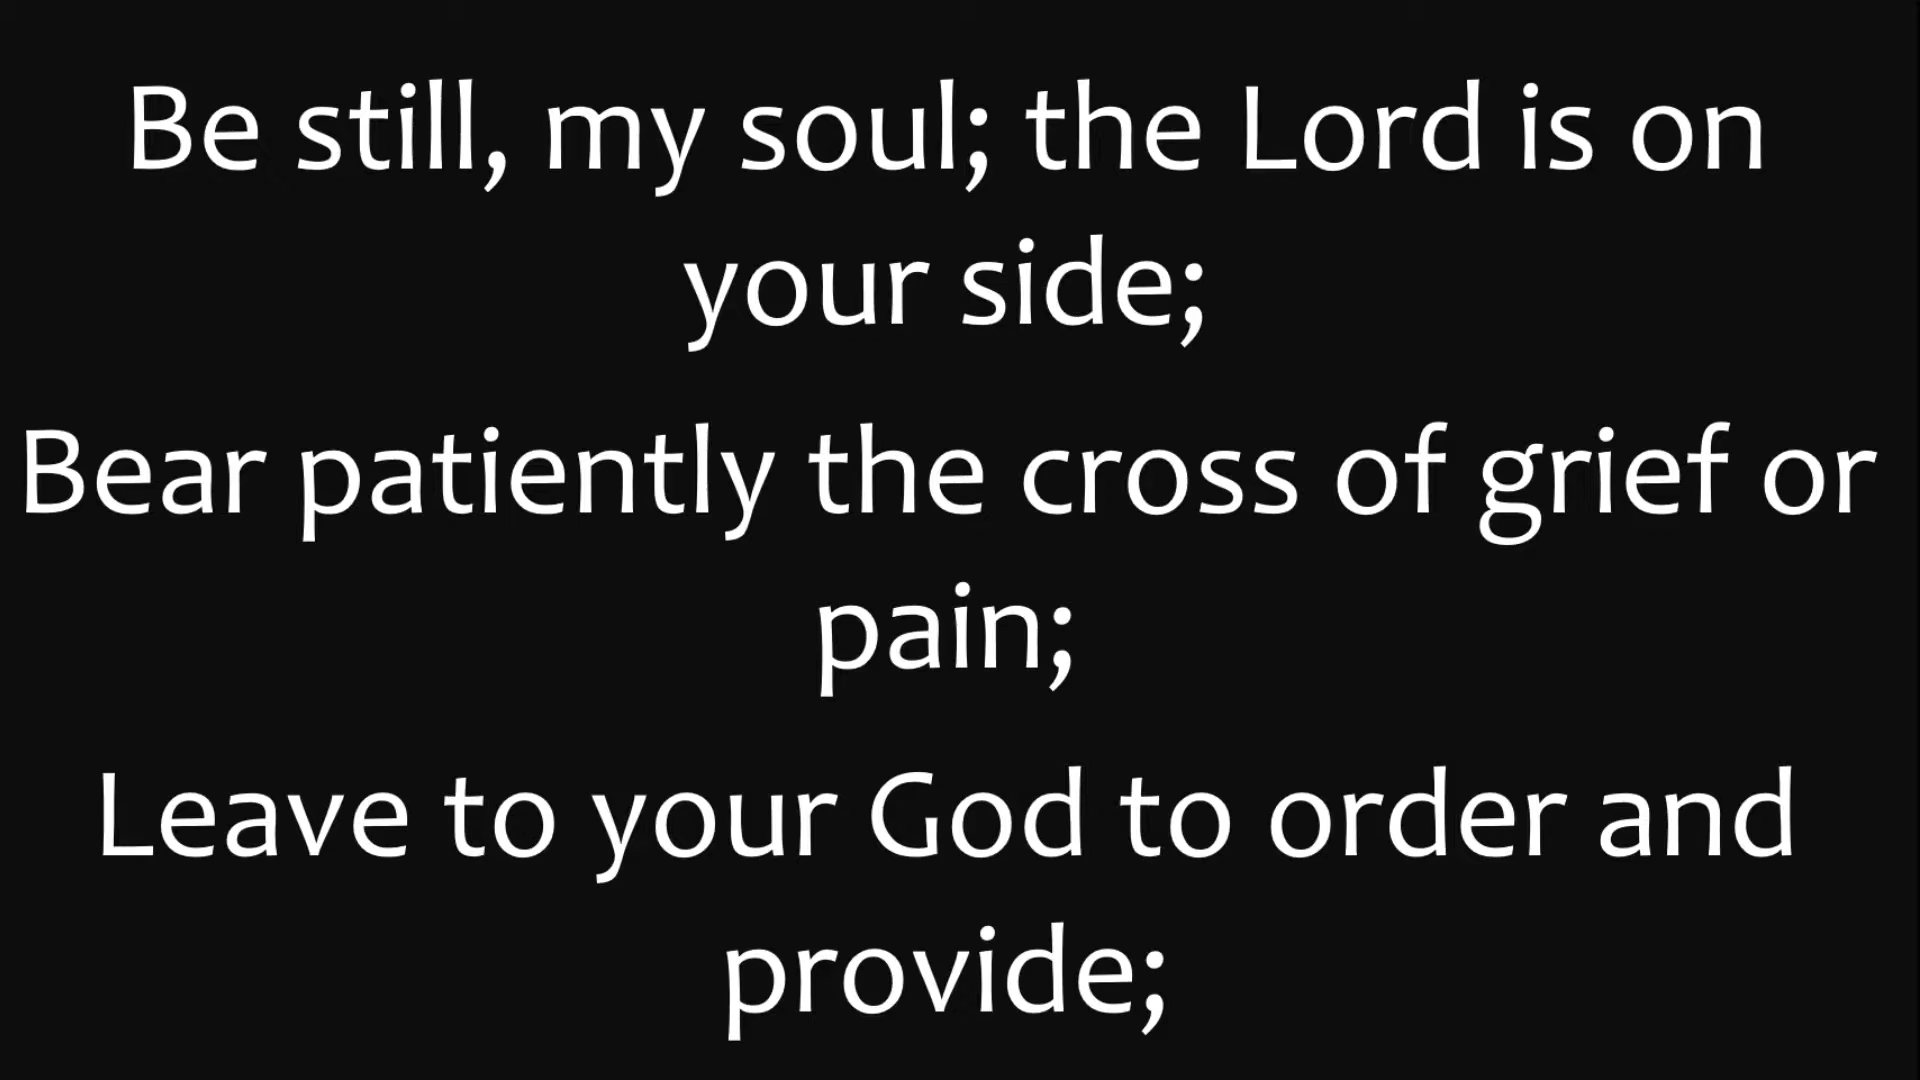 Be still, my soul; the Lord is on
your side;
Bear patiently the cross of grief or
pain;
Leave to your God to order and
provide;